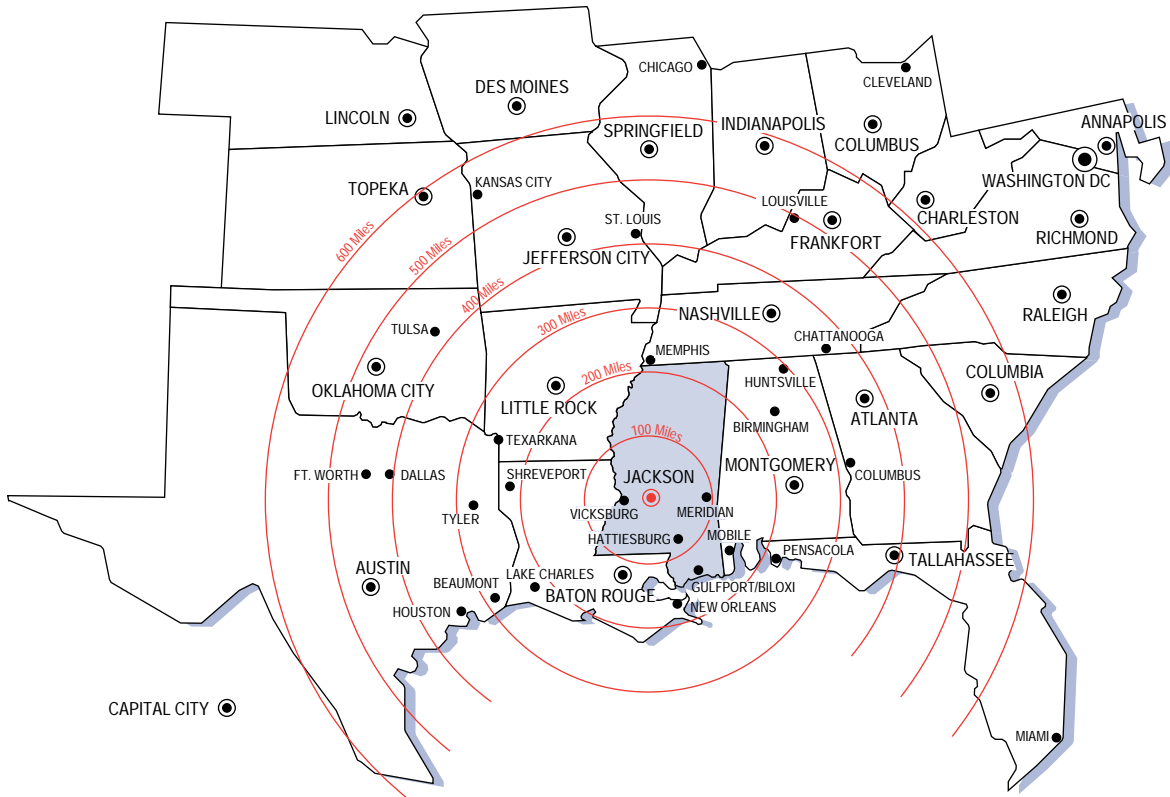 CHICAGO
CLEVELAND
DES MOINES
LINCOLN
SPRINGFIELD
INDIANAPOLIS
COLUMBUS
ANNAPOLIS
WASHINGTON DC
TOPEKA
KANSAS CITY
LOUISVILLE
CHARLESTON
ST. LOUIS
FRANKFORT
RICHMOND
600 Miles
500 Miles
JEFFERSON CITY
400 Miles
300 Miles
NASHVILLE
RALEIGH
TULSA
CHATTANOOGA
MEMPHIS
200 Miles
OKLAHOMA CITY
HUNTSVILLE
COLUMBIA
LITTLE ROCK
ATLANTA
BIRMINGHAM
100 Miles
TEXARKANA
FT. WORTH
DALLAS
SHREVEPORT
JACKSON
MONTGOMERY
COLUMBUS
TYLER
VICKSBURG
MERIDIAN
HATTIESBURG
MOBILE
PENSACOLA
TALLAHASSEE
AUSTIN
BEAUMONT
LAKE CHARLES
BATON ROUGE
GULFPORT/BILOXI
HOUSTON
NEW ORLEANS
CAPITAL CITY
MIAMI